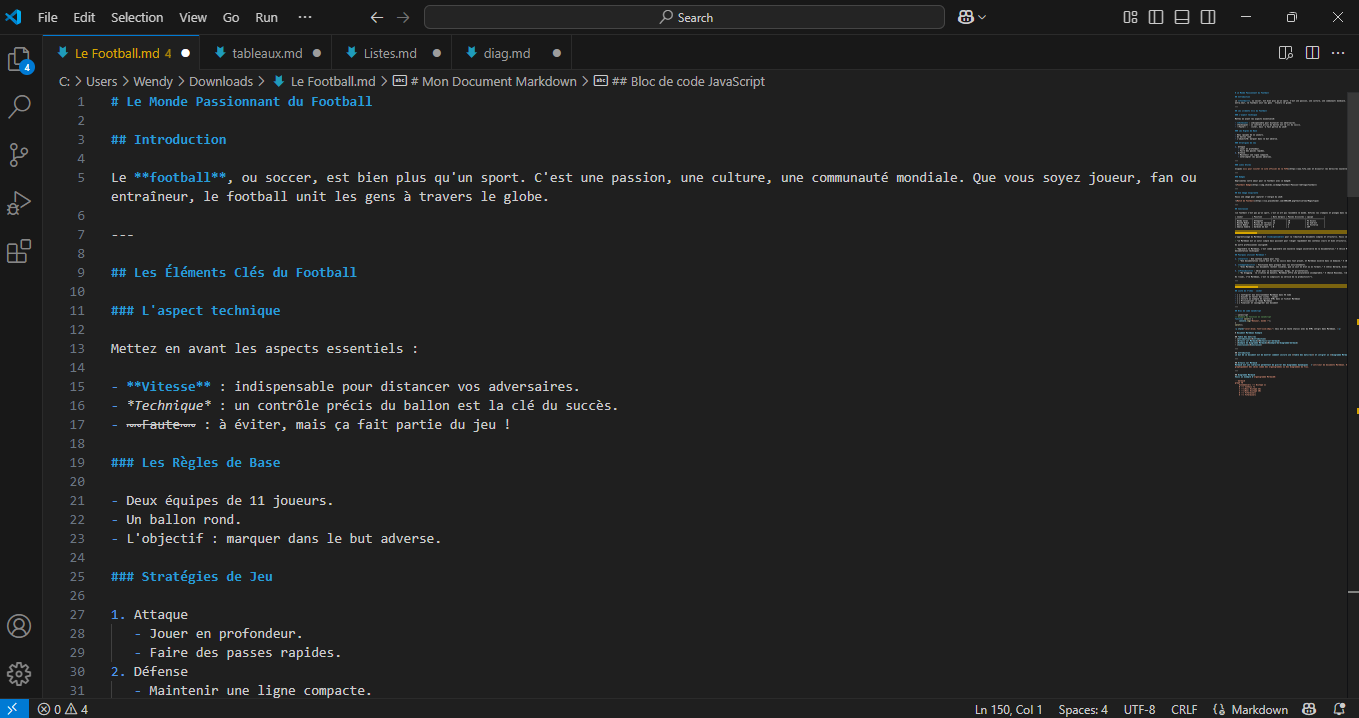 File Edit Selection View Go Run ··· Search
Le Football.md 4 tableaux.md Listes.md diag.md
4
C: > Users > Wendy > Downloads > Le Football.md > # Mon Document Markdown > ## Bloc de code JavaScript
1 # Le Monde Passionnant du Football
2
3 ## Introduction
4
5 Le **football**, ou soccer, est bien plus qu'un sport. C'est une passion, une culture, une communauté mondiale. Que vous soyez joueur, fan ou
entraîneur, le football unit les gens à travers le globe.
6
7 ---
8
9 ## Les Éléments Clés du Football
10
11 ### L'aspect technique
12
13 Mettez en avant les aspects essentiels :
14
15 - **Vitesse** : indispensable pour distancer vos adversaires.
16 - *Technique* : un contrôle précis du ballon est la clé du succès.
17 - ~~Faute~~ : à éviter, mais ça fait partie du jeu !
18
19 ### Les Règles de Base
20
21 - Deux équipes de 11 joueurs.
22 - Un ballon rond.
23 - L'objectif : marquer dans le but adverse.
24
25 ### Stratégies de Jeu
26
27 1. Attaque
28 - Jouer en profondeur.
29 - Faire des passes rapides.
30 2. Défense
31 - Maintenir une ligne compacte.
0 4 Ln 150, Col 1 Spaces: 4 UTF-8 CRLF {} Markdown